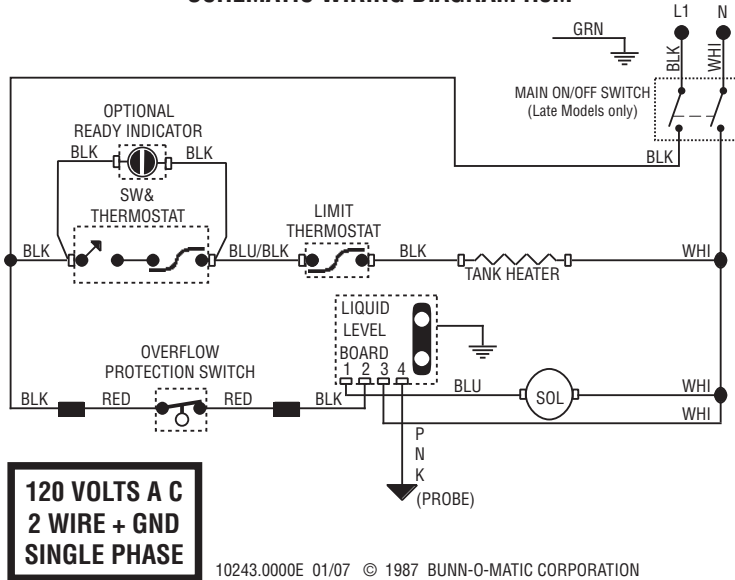 SCHEMATIC WIRING DIAGRAM
L1 N
GRN
BLK
WHI
MAIN ON/OFF SWITCH
(Late Models only)
BLK
OPTIONAL
READY INDICATOR
BLK BLK
SW&
THERMOSTAT
LIMIT
THERMOSTAT
BLK BLU/BLK BLK WHI
TANK HEATER
LIQUID
LEVEL
BOARD
1 2 3 4
OVERFLOW
PROTECTION SWITCH
BLK RED RED BLK
BLU SOL WHI
WHI
P
N
K
(PROBE)
120 VOLTS A C
2 WIRE + GND
SINGLE PHASE
10243.0000E 01/07 © 1987 BUNN-O-MATIC CORPORATION